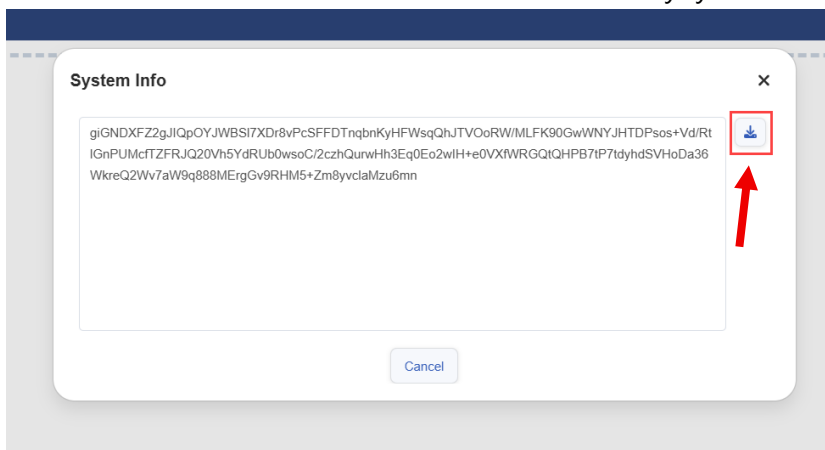 System Info
giGNDXFZ2gJIQpOYJWBSI7XDr8vPcSFFDTnqbnKyHFWsqQhJTVOoRW/MLFK90GwWNYJHTDPsos+Vd/Rt
IGnPUMcfTZFRJQ20Vh5YdRUb0wsoC/2czhQurwHh3Eq0Eo2wIH+e0VXfWRGQtQHPB7tP7tdyhdSVHoDa36
WkreQ2Wv7aW9q888MErgGv9RHM5+Zm8yvclaMzu6mn
Cancel